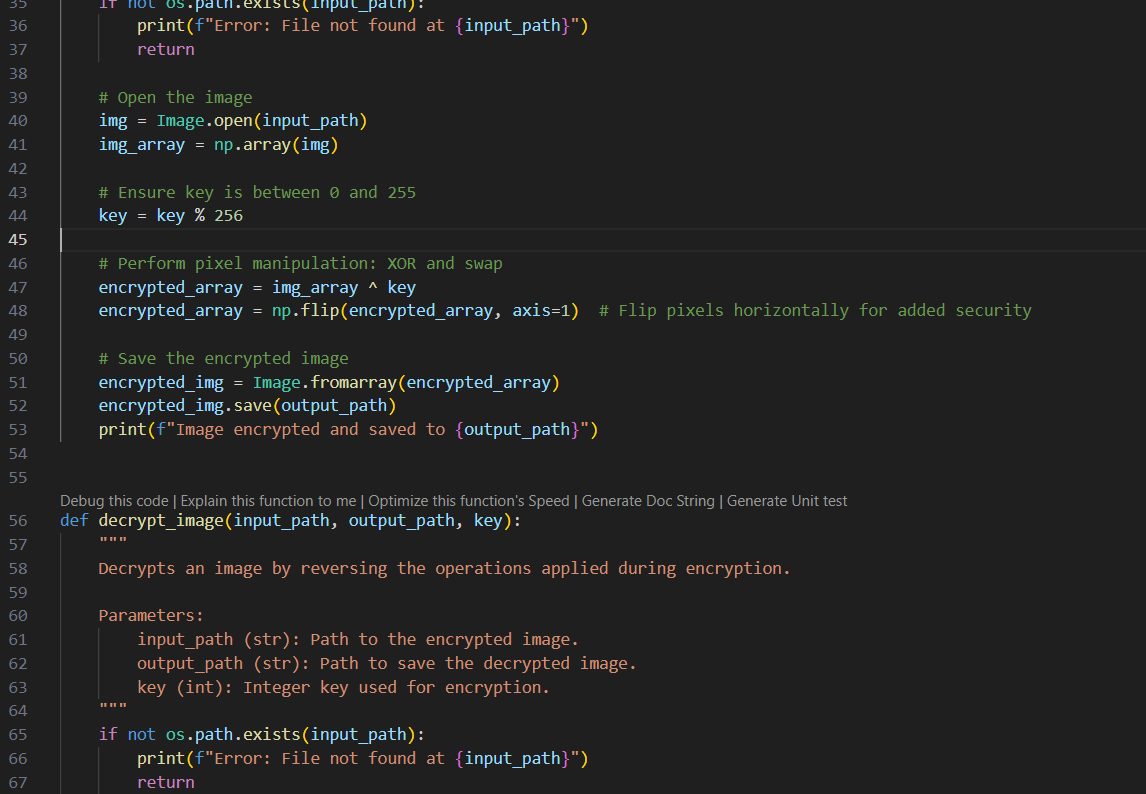 35         if not os.path.exists(input_path):
36             print(f"Error: File not found at {input_path}")
37             return
38
39         # Open the image
40         img = Image.open(input_path)
41         img_array = np.array(img)
42
43         # Ensure key is between 0 and 255
44         key = key % 256
45
46         # Perform pixel manipulation: XOR and swap
47         encrypted_array = img_array ^ key
48         encrypted_array = np.flip(encrypted_array, axis=1)  # Flip pixels horizontally for added security
49
50         # Save the encrypted image
51         encrypted_img = Image.fromarray(encrypted_array)
52         encrypted_img.save(output_path)
53         print(f"Image encrypted and saved to {output_path}")
54
55
Debug this code | Explain this function to me | Optimize this function's Speed | Generate Doc String | Generate Unit test
56     def decrypt_image(input_path, output_path, key):
57         """
58         Decrypts an image by reversing the operations applied during encryption.
59
60         Parameters:
61             input_path (str): Path to the encrypted image.
62             output_path (str): Path to save the decrypted image.
63             key (int): Integer key used for encryption.
64         """
65         if not os.path.exists(input_path):
66             print(f"Error: File not found at {input_path}")
67             return